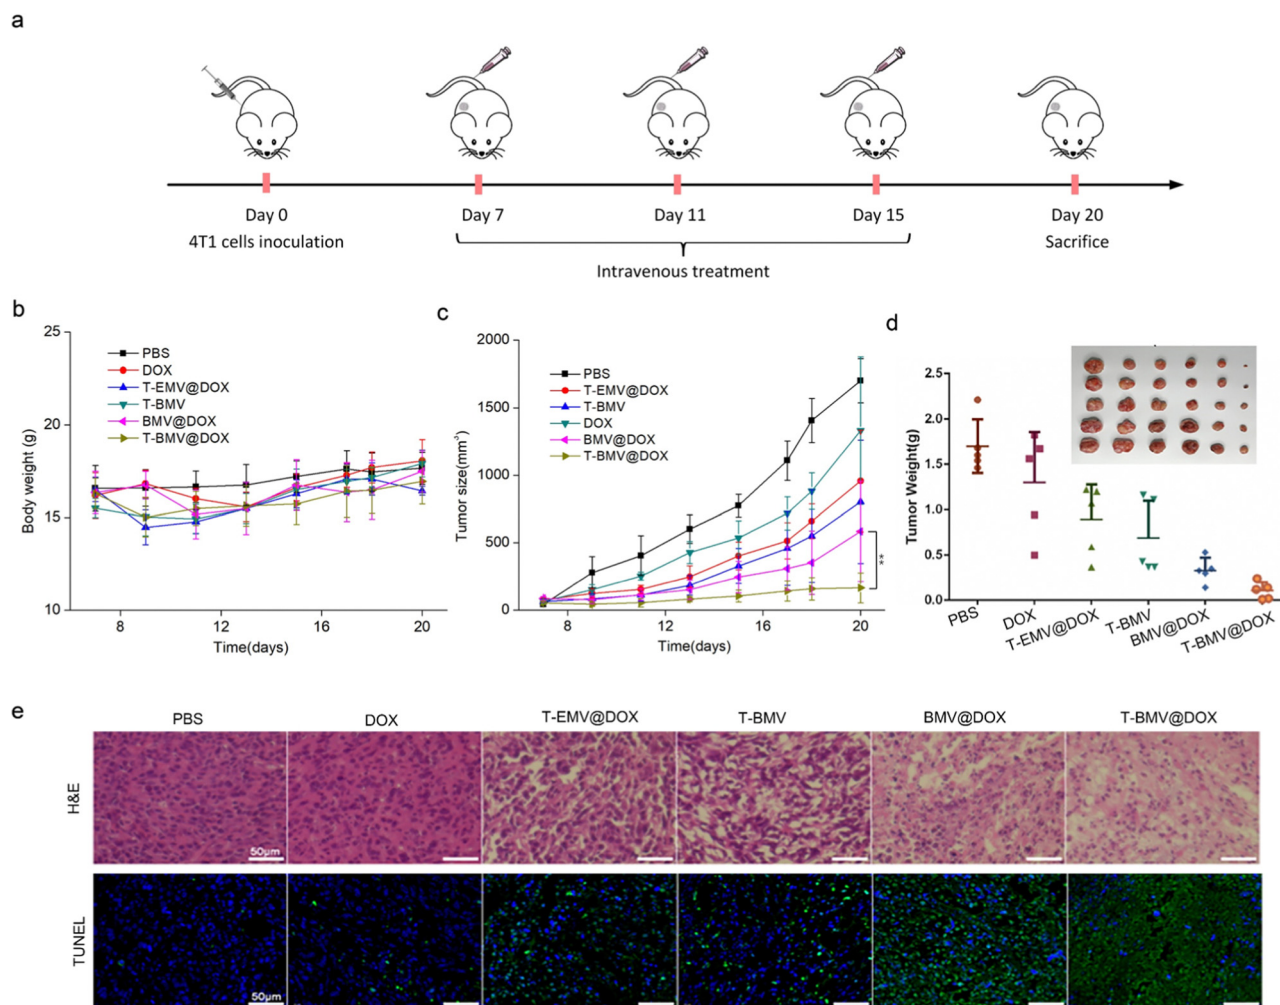 a
Day 0
Day 7
Day 11
Day 15
Day 20
4T1 cells inoculation
Sacrifice
Intravenous treatment
b
25
20
15
10
Body weight (g)
PBS
DOX
T-EMV@DOX
T-BMV
BMV@DOX
T-BMV@DOX
8
12
16
20
Time(days)
c
2000
1500
1000
500
0
Tumor size(mm³)
PBS
T-EMV@DOX
T-BMV
DOX
BMV@DOX
T-BMV@DOX
**
8
12
16
20
Time(days)
d
2.5
2.0
1.5
1.0
0.5
0.0
Tumor Weight(g)
PBS
DOX
T-EMV@DOX
T-BMV
BMV@DOX
T-BMV@DOX
e
PBS
DOX
T-EMV@DOX
T-BMV
BMV@DOX
T-BMV@DOX
H&E
50μm
TUNEL
50μm